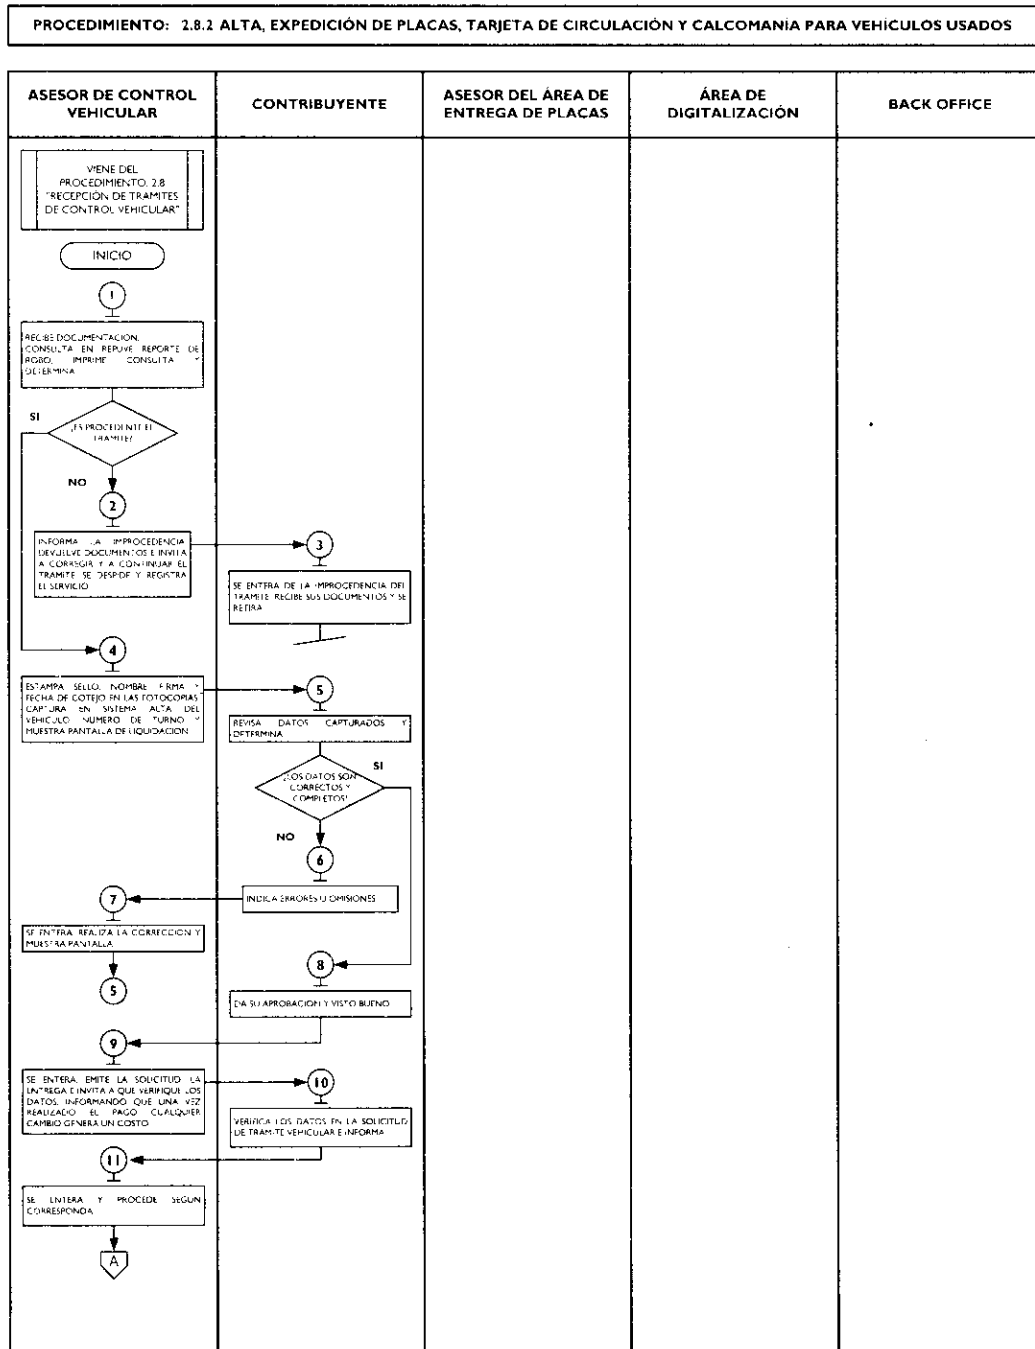 PROCEDIMIENTO: 2.8.2 ALTA, EXPEDICIÓN DE PLACAS, TARJETA DE CIRCULACIÓN Y CALCOMANÍA PARA VEHÍCULOS USADOS
ASESOR DE CONTROL
VEHICULAR
CONTRIBUYENTE
ASESOR DEL ÁREA DE
ENTREGA DE PLACAS
ÁREA DE
DIGITALIZACIÓN
BACK OFFICE
VIENE DEL
PROCEDIMIENTO. 2.8
"RECEPCIÓN DE TRAMITES
DE CONTROL VEHICULAR"
INICIO
1
RECIBE DOCUMENTACION.
CONSULTA EN REPUVE REPORTE DE
ROBO, IMPRIME CONSULTA Y
DETERMINA
SI
¿ES PROCEDENTE EL
TRAMITE?
NO
2
INFORMA LA IMPROCEDENCIA
DEVUELVE DOCUMENTOS E INVITA
A CORREGIR Y A CONTINUAR EL
TRAMITE SE DESPIDE Y REGISTRA
EL SERVICIO
3
SE ENTERA DE LA IMPROCEDENCIA DEL
TRAMITE RECIBE SUS DOCUMENTOS Y SE
RETIRA
4
ESTAMPA SELLO, NOMBRE FIRMA Y
FECHA DE COTEJO EN LAS FOTOCOPIAS
CAPTURA EN SISTEMA ALTA DEL
VEHICULO NUMERO DE TURNO Y
MUESTRA PANTALLA DE LIQUIDACION
5
REVISA DATOS CAPTURADOS Y
DETERMINA
SI
¿LOS DATOS SON
CORRECTOS Y
COMPLETOS?
NO
6
INDICA ERRORES U OMISIONES
7
SE ENTERA REALIZA LA CORRECCION Y
MUESTRA PANTALLA
5
8
DA SU APROBACION Y VISTO BUENO
9
SE ENTERA, EMITE LA SOLICITUD LA
ENTREGA E INVITA A QUE VERIFIQUE LOS
DATOS, INFORMANDO QUE UNA VEZ
REALIZADO EL PAGO CUALQUIER
CAMBIO GENERA UN COSTO
10
VERIFICA LOS DATOS EN LA SOLICITUD
DE TRAMITE VEHICULAR E INFORMA
11
SE ENTERA Y PROCEDE SEGUN
CORRESPONDA
A